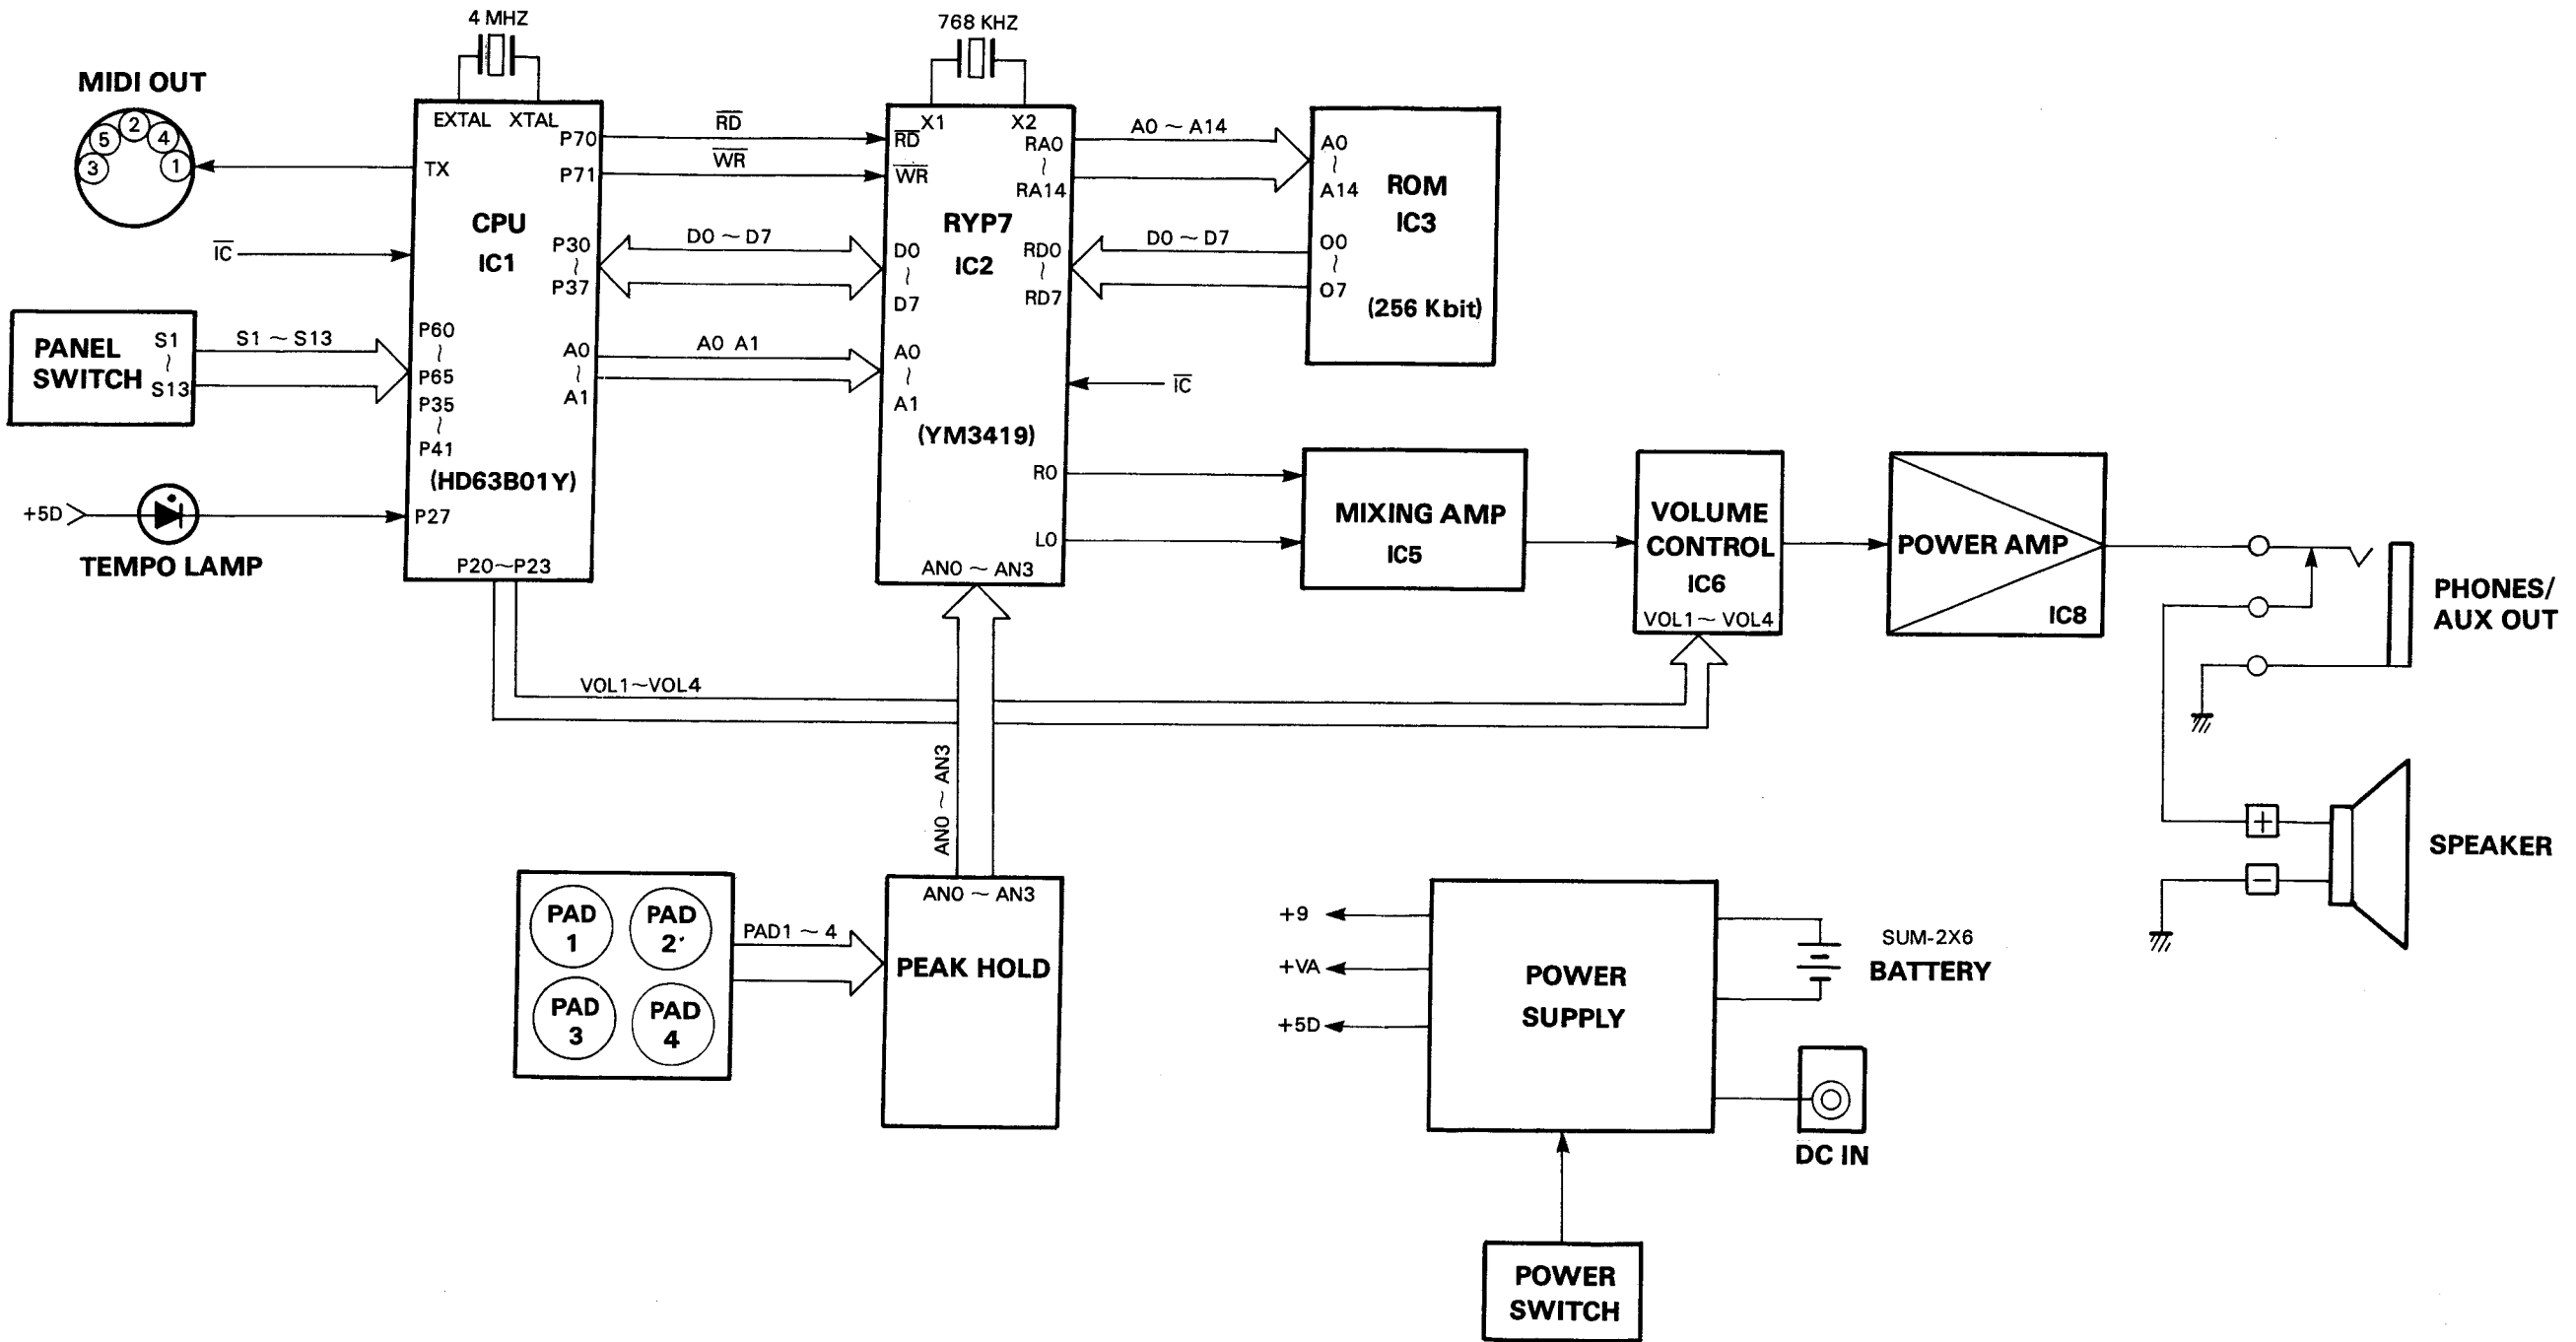 4 MHZ
768 KHZ
MIDI OUT
3 5 2 4 1
EXTAL XTAL
TX
P70
P71
CPU
IC1
P30
~
P37
P60
~
P65
P35
~
P41
A0
~
A1
(HD63B01Y)
P27
P20~P23
IC
PANEL
SWITCH
S1
~
S13
S1 ~ S13
+5D
TEMPO LAMP
RD
WR
D0 ~ D7
A0 A1
X1 X2
RD
WR
RYP7
IC2
D0
~
D7
A0
~
A1
(YM3419)
RA0
~
RA14
RD0
~
RD7
R0
L0
AN0 ~ AN3
A0 ~ A14
D0 ~ D7
IC
A0
~
A14
ROM
IC3
O0
~
O7
(256 Kbit)
MIXING AMP
IC5
VOLUME
CONTROL
IC6
VOL1~ VOL4
POWER AMP
IC8
PHONES/
AUX OUT
VOL1~VOL4
AN0 ~ AN3
PAD
1
PAD
2
PAD
3
PAD
4
PAD1 ~ 4
AN0 ~ AN3
PEAK HOLD
+9
+VA
+5D
POWER
SUPPLY
SUM-2X6
BATTERY
DC IN
POWER
SWITCH
+
−
SPEAKER